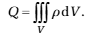 Q = ∭_V ρ dV.